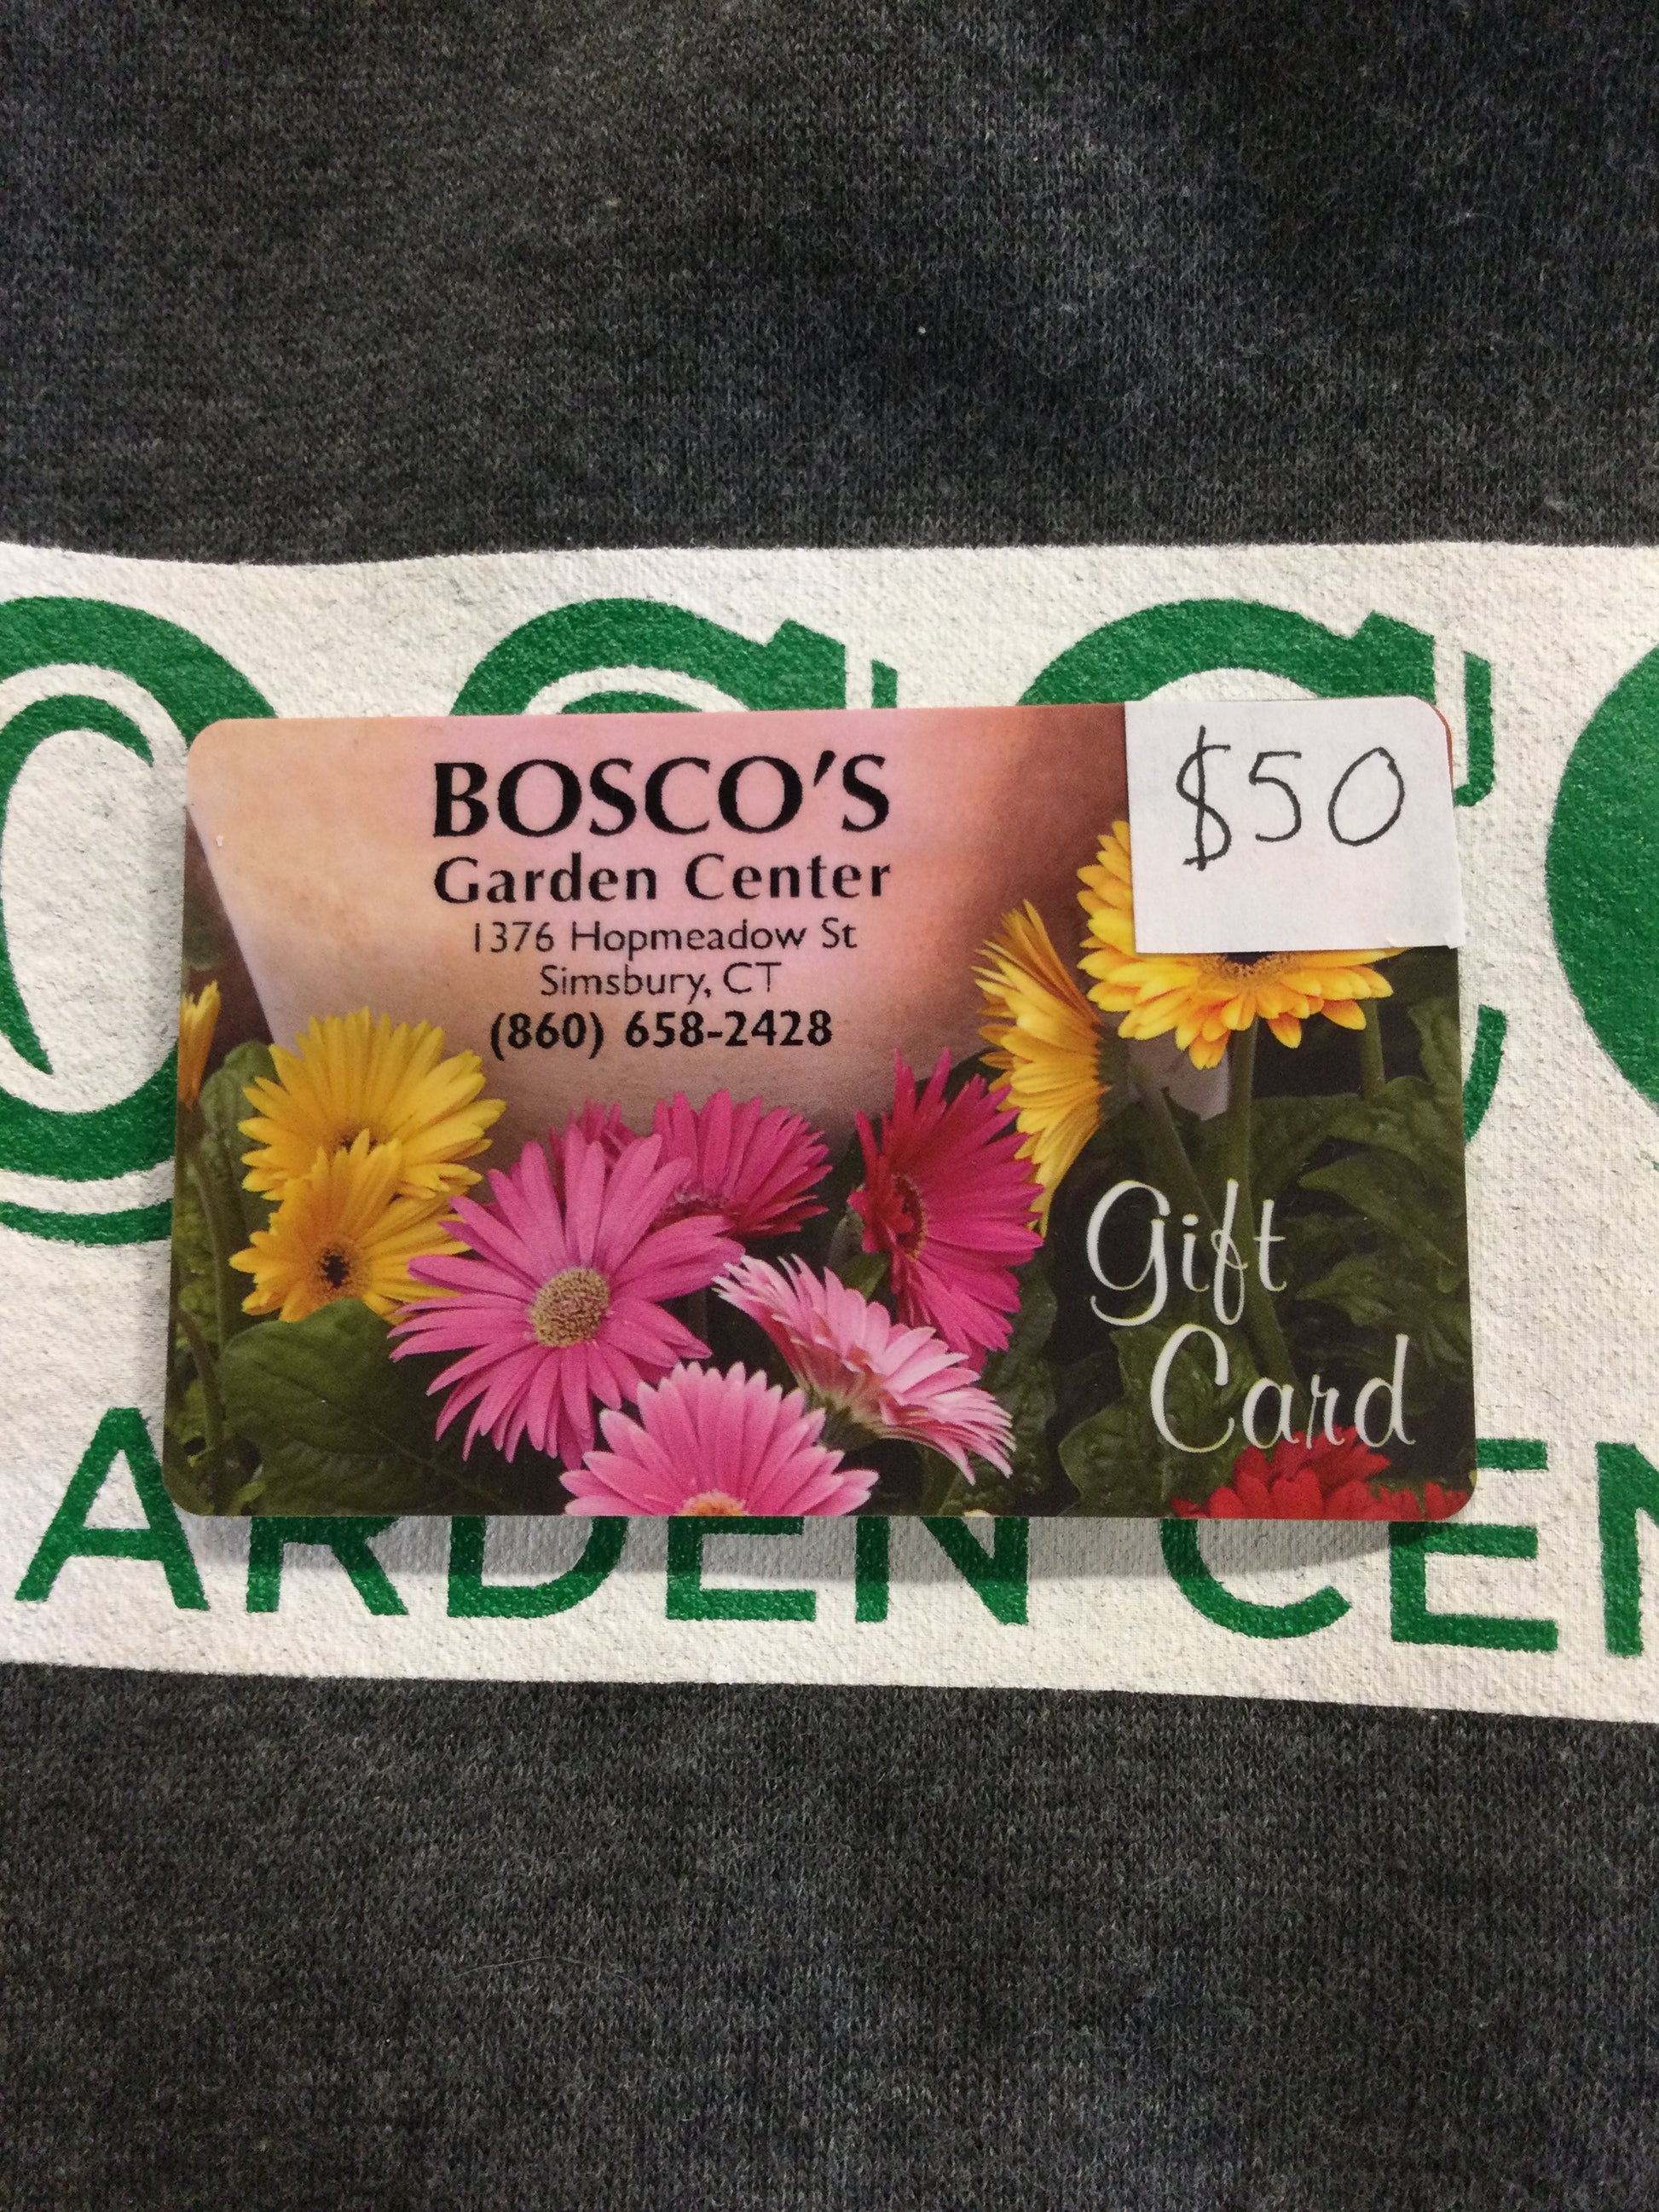 BOSCO'S
Garden Center
1376 Hopmeadow St
Simsbury, CT
(860) 658-2428
$50
Gift
Card
ARDEN CEN